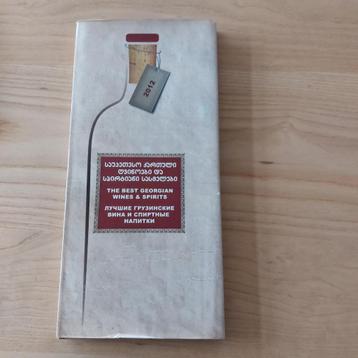 2012
საუკეთესო ქართული
ღვინოები და
სპირტიანი სასმელები
THE BEST GEORGIAN
WINES & SPIRITS
ЛУЧШИЕ ГРУЗИНСКИЕ
ВИНА И СПИРТНЫЕ
НАПИТКИ